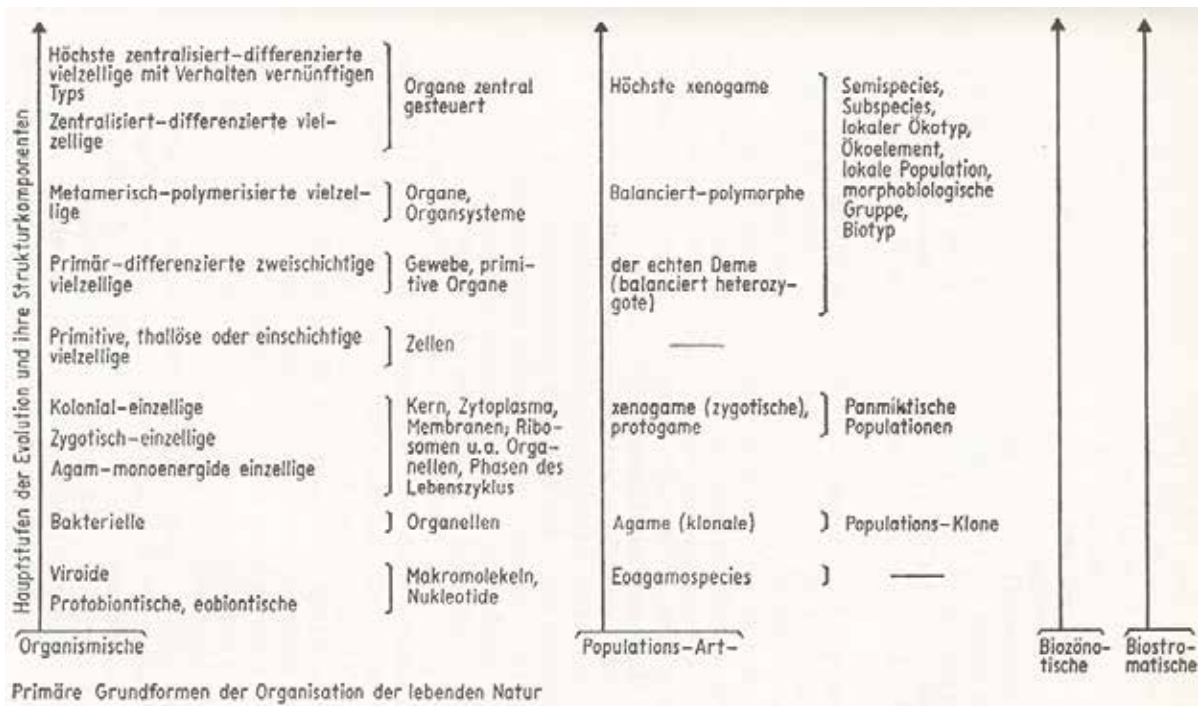 Hauptstufen der Evolution und ihre Strukturkomponenten
Höchste zentralisiert-differenzierte
vielzellige mit Verhalten vernünftigen
Typs
Zentralisiert-differenzierte viel-
zellige
Organe zentral
gesteuert
Metamerisch-polymerisierte vielzel-
lige
Organe,
Organsysteme
Primär-differenzierte zweischichtige
vielzellige
Gewebe, primi-
tive Organe
Primitive, thallöse oder einschichtige
vielzellige
Zellen
Kolonial-einzellige
Zygotisch-einzellige
Agam-monoenergide einzellige
Kern, Zytoplasma,
Membranen, Ribo-
somen u.a. Orga-
nellen, Phasen des
Lebenszyklus
Bakterielle
Organellen
Viroide
Protobiontische, eobiontische
Makromolekeln,
Nukleotide
Organismische
Höchste xenogame
Balanciert-polymorphe
der echten Deme
(balanciert heterozy-
gote)
Semispecies,
Subspecies,
lokaler Ökotyp,
Ökoelement,
lokale Population,
morphobiologische
Gruppe,
Biotyp
xenogame (zygotische),
protogame
Panmiktische
Populationen
Agame (klonale)
Populations-Klone
Eoagamospecies
Populations-Art-
Biozöno-
tische
Biostro-
matische
Primäre Grundformen der Organisation der lebenden Natur